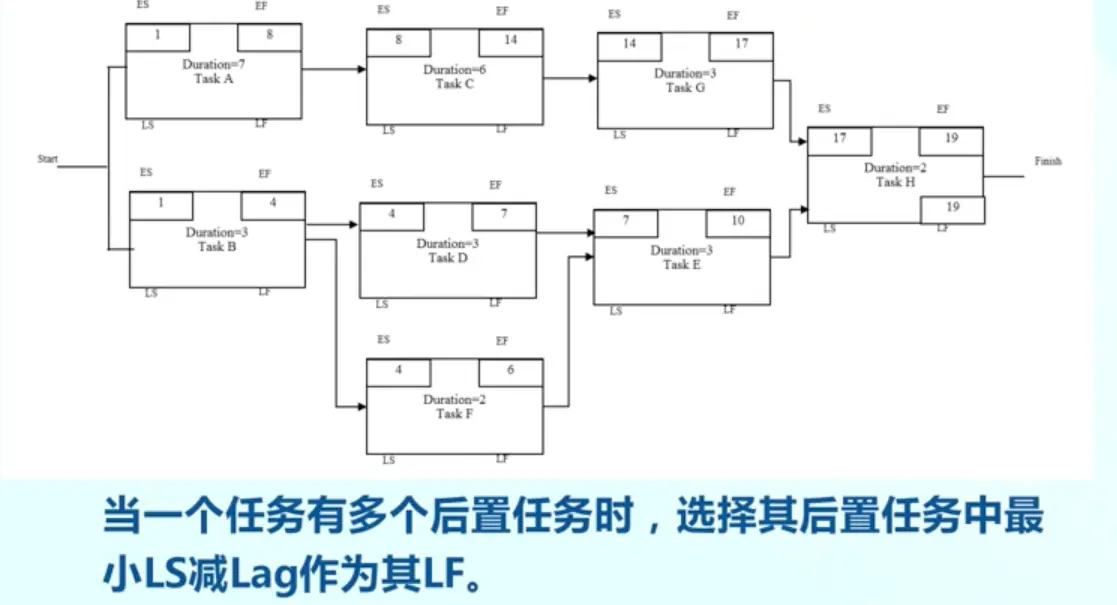 ES EF
1 8
Duration=7
Task A
LS LF
ES EF
8 14
Duration=6
Task C
LS LF
ES EF
14 17
Duration=3
Task G
LS LF
Start
ES EF
1 4
Duration=3
Task B
LS LF
ES EF
4 7
Duration=3
Task D
LS LF
ES EF
7 10
Duration=3
Task E
LS LF
ES EF
17 19
Duration=2
Task H
19
LS LF
Finish
ES EF
4 6
Duration=2
Task F
LS LF
当一个任务有多个后置任务时，选择其后置任务中最
小LS减Lag作为其LF。